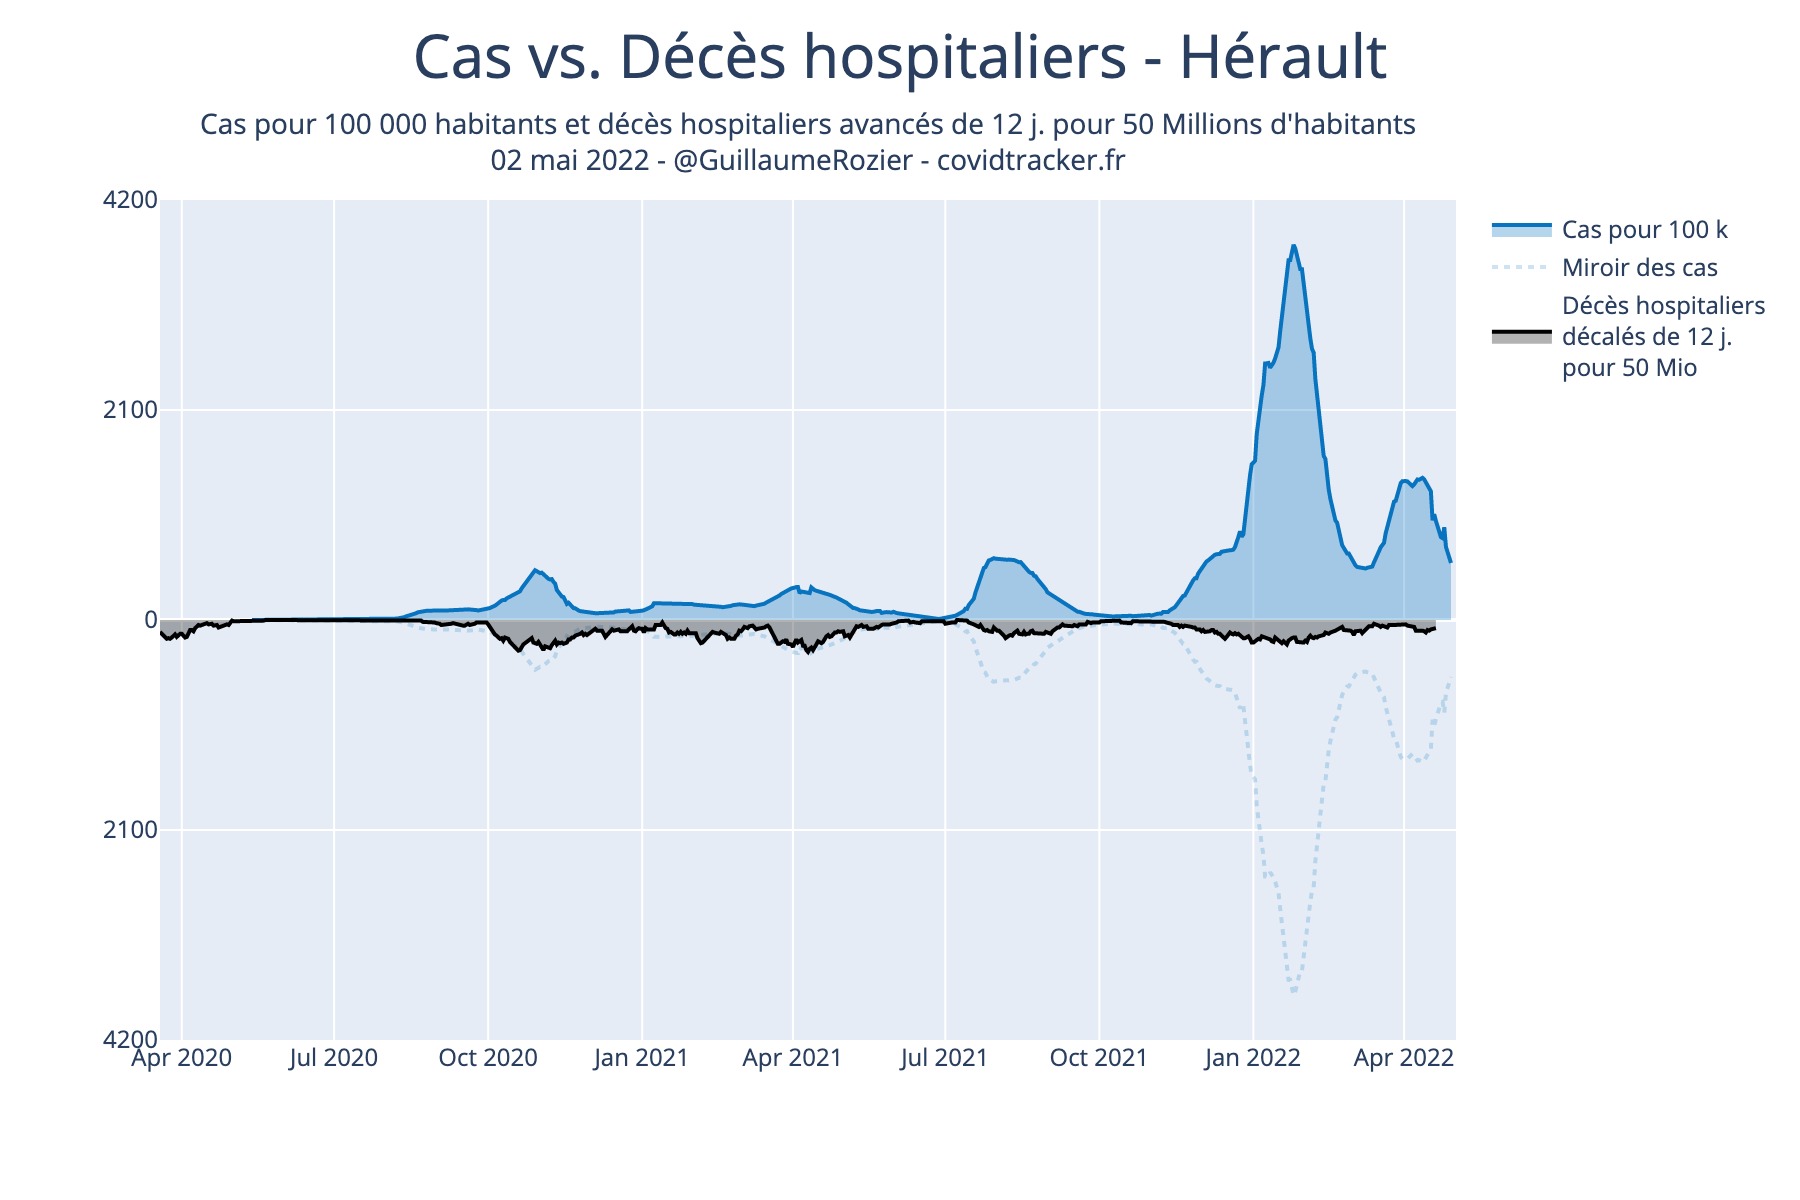 Cas vs. Décès hospitaliers - Hérault
Cas pour 100 000 habitants et décès hospitaliers avancés de 12 j. pour 50 Millions d'habitants
02 mai 2022 - @GuillaumeRozier - covidtracker.fr
4200
2100
0
2100
4200
Apr 2020
Jul 2020
Oct 2020
Jan 2021
Apr 2021
Jul 2021
Oct 2021
Jan 2022
Apr 2022
Cas pour 100 k
Miroir des cas
Décès hospitaliers
décalés de 12 j.
pour 50 Mio